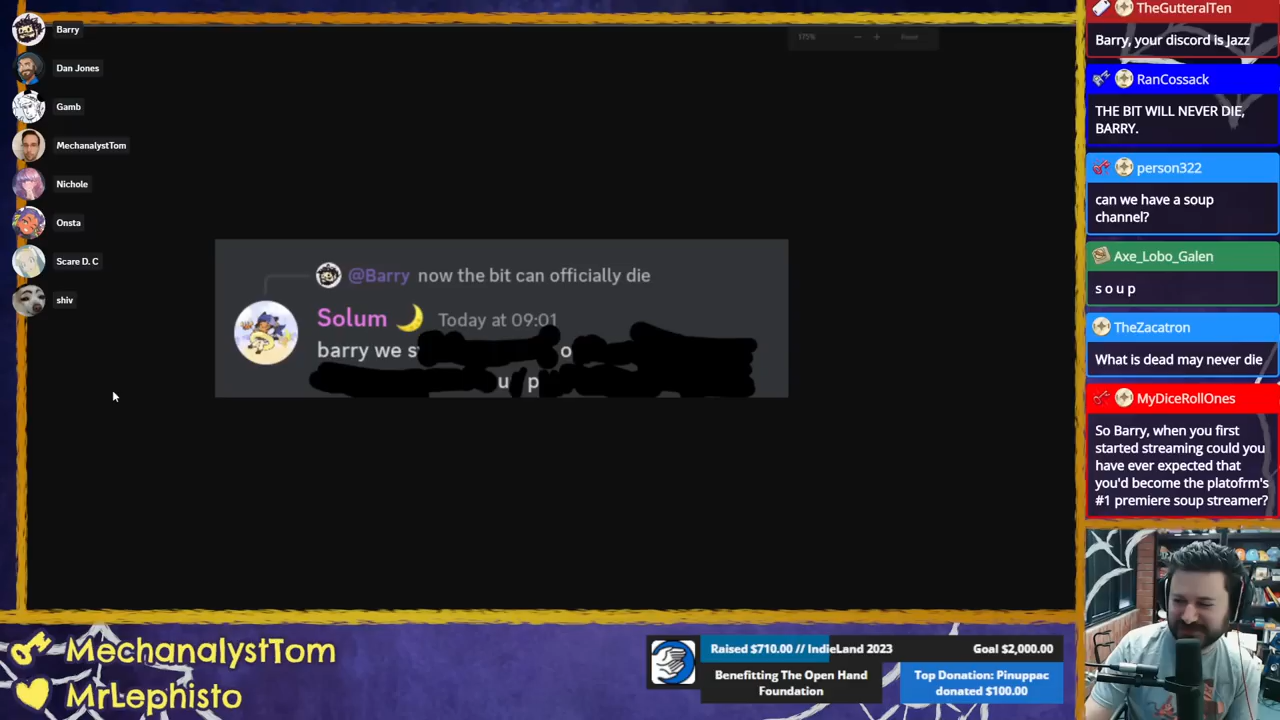 Barry
Dan Jones
Gamb
MechanalystTom
Nichole
Onsta
Scare D. C
shiv
175%
@Barry now the bit can officially die
Solum Today at 09:01
barry we s o
u p
TheGutteralTen
Barry, your discord is Jazz
RanCossack
THE BIT WILL NEVER DIE,
BARRY.
person322
can we have a soup
channel?
Axe_Lobo_Galen
s o u p
TheZacatron
What is dead may never die
MyDiceRollOnes
So Barry, when you first
started streaming could you
have ever expected that
you'd become the platofrm's
#1 premiere soup streamer?
MechanalystTom
MrLephisto
Raised $710.00 // IndieLand 2023 Goal $2,000.00
Benefitting The Open Hand
Foundation
Top Donation: Pinuppac
donated $100.00